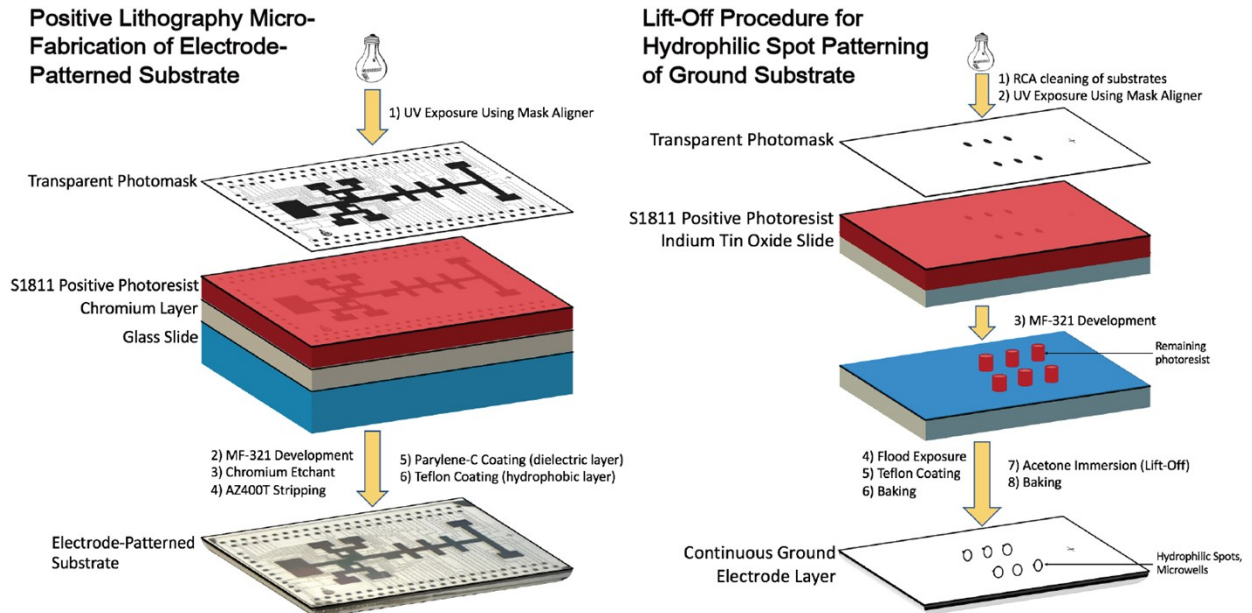 Positive Lithography Micro-
Fabrication of Electrode-
Patterned Substrate
1) UV Exposure Using Mask Aligner
Transparent Photomask
S1811 Positive Photoresist
Chromium Layer
Glass Slide
2) MF-321 Development
3) Chromium Etchant
4) AZ400T Stripping
5) Parylene-C Coating (dielectric layer)
6) Teflon Coating (hydrophobic layer)
Electrode-Patterned
Substrate
Lift-Off Procedure for
Hydrophilic Spot Patterning
of Ground Substrate
1) RCA cleaning of substrates
2) UV Exposure Using Mask Aligner
Transparent Photomask
S1811 Positive Photoresist
Indium Tin Oxide Slide
3) MF-321 Development
Remaining
photoresist
4) Flood Exposure
5) Teflon Coating
6) Baking
7) Acetone Immersion (Lift-Off)
8) Baking
Continuous Ground
Electrode Layer
Hydrophilic Spots,
Microwells